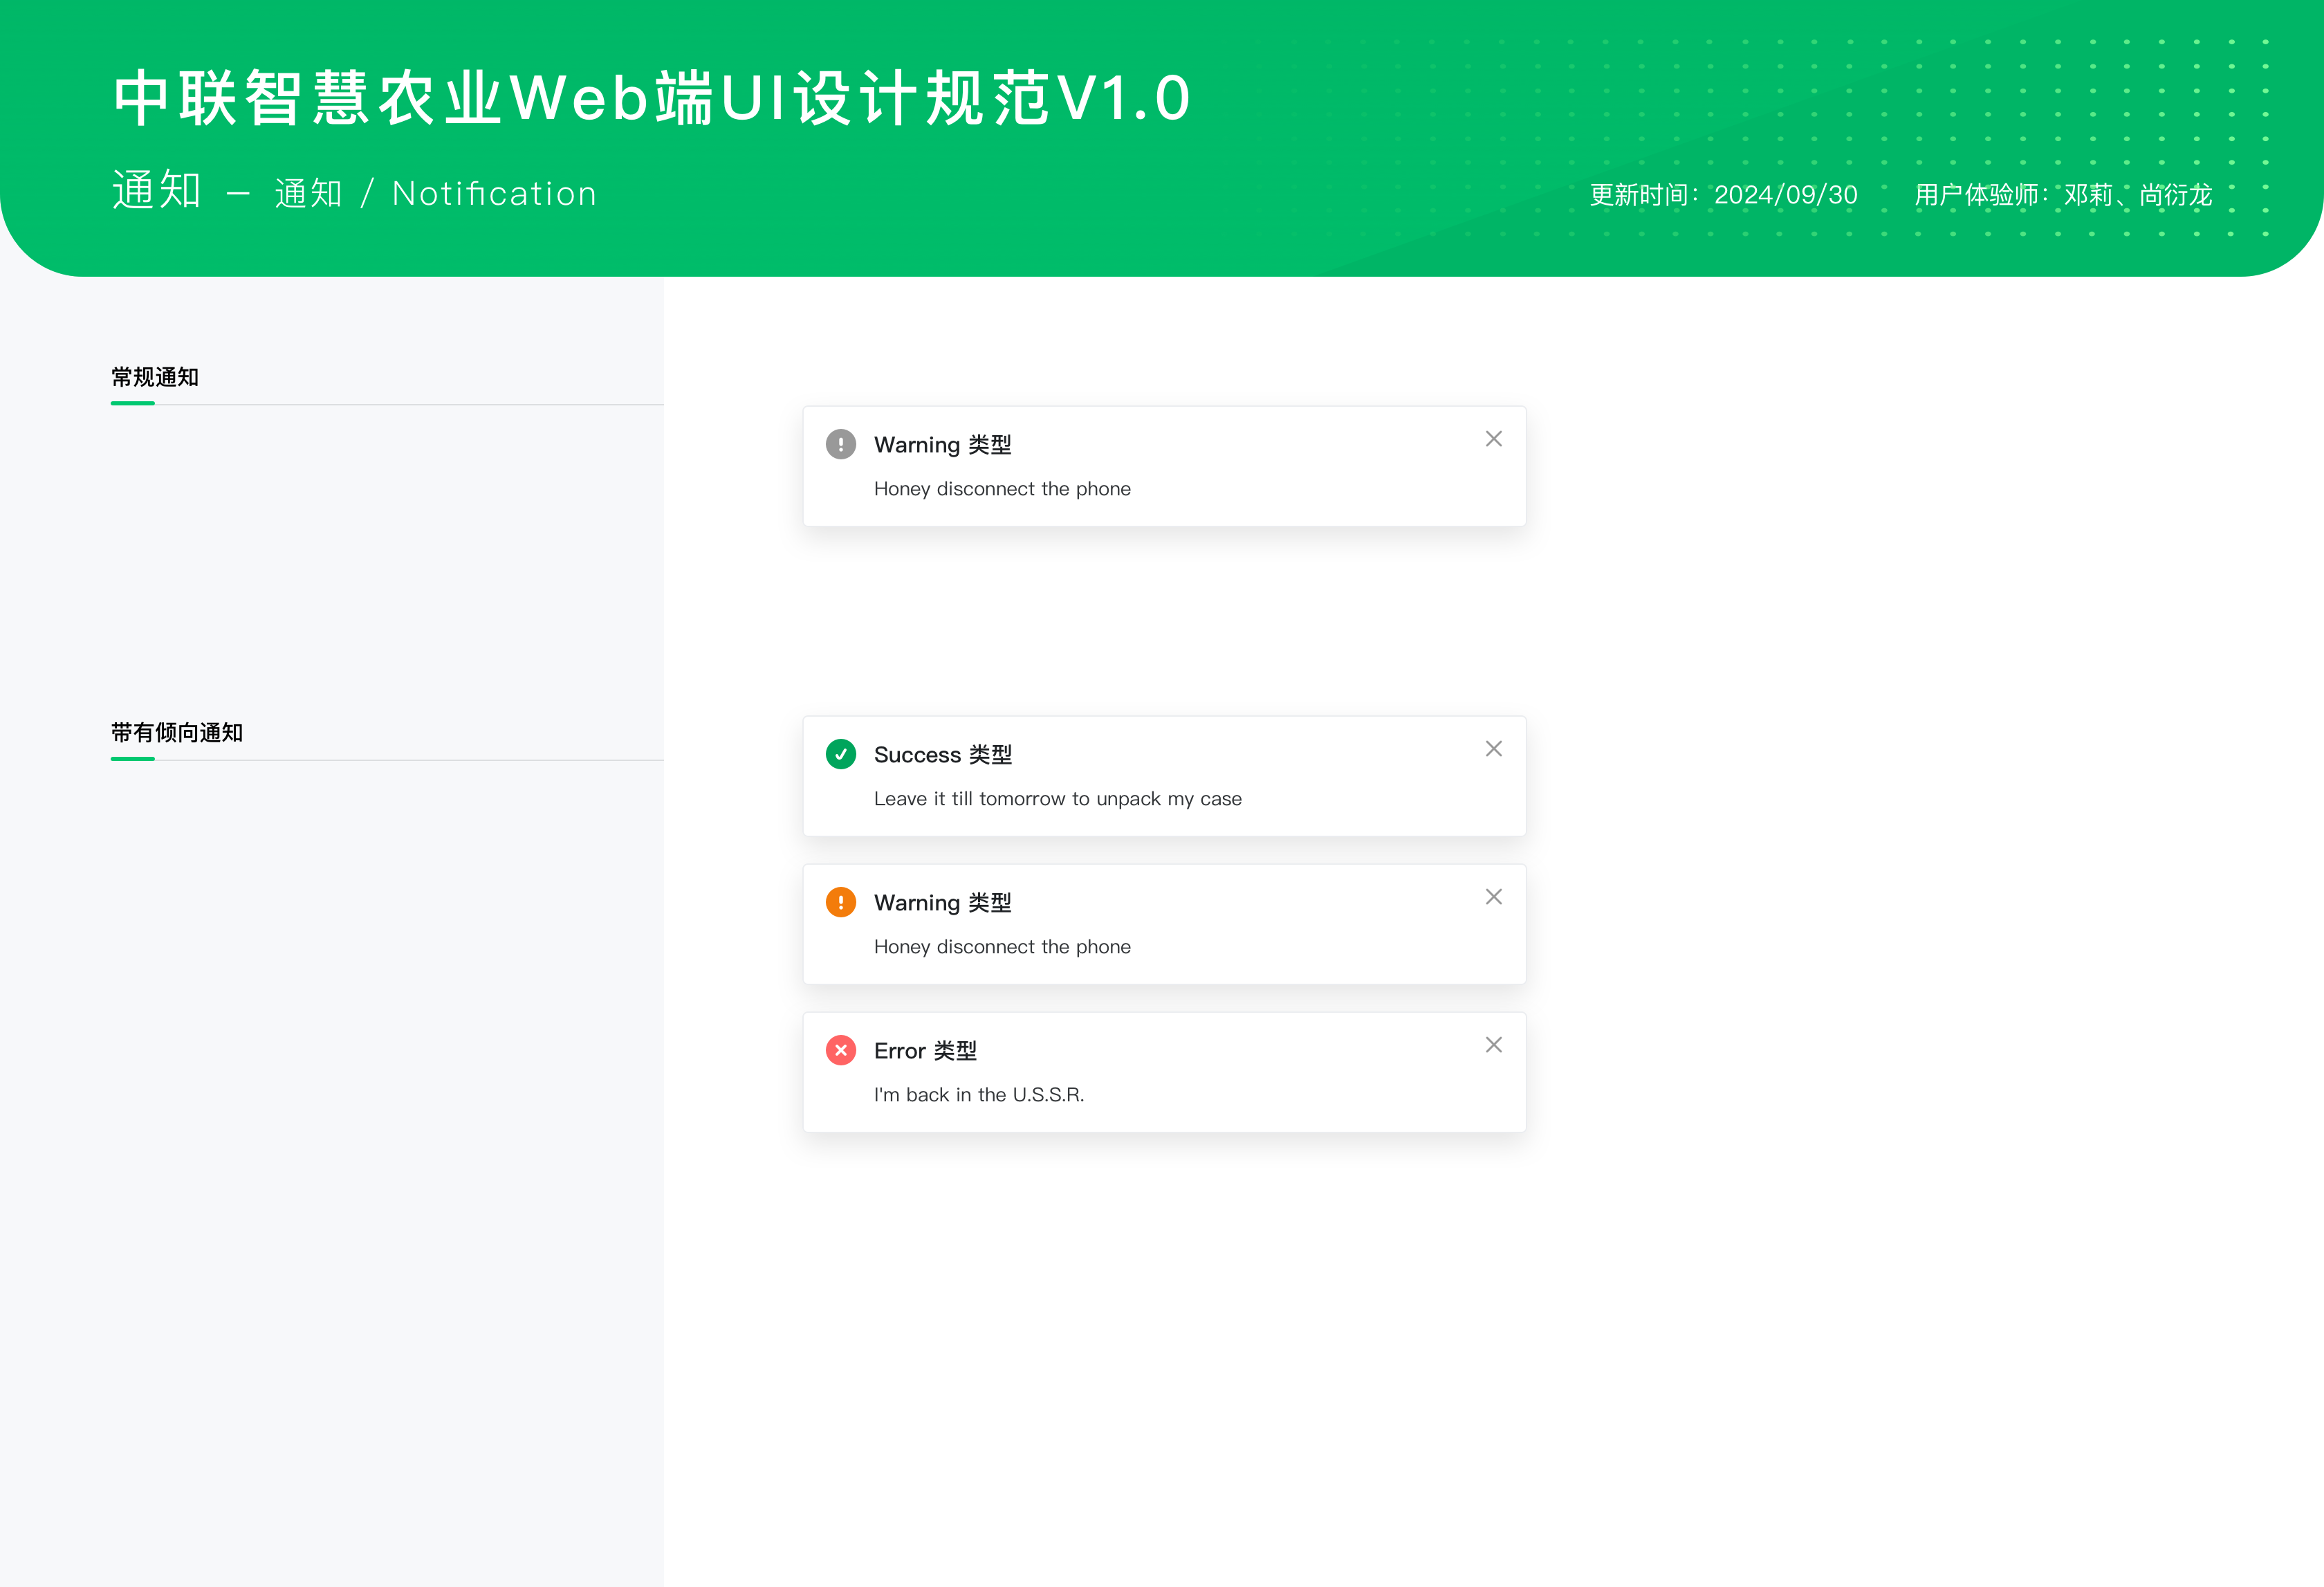 中联智慧农业Web端UI设计规范V1.0
通知 – 通知 / Notification
更新时间：2024/09/30 用户体验师：邓莉、尚衍龙
常规通知
Warning 类型
Honey disconnect the phone
带有倾向通知
Success 类型
Leave it till tomorrow to unpack my case
Warning 类型
Honey disconnect the phone
Error 类型
I'm back in the U.S.S.R.